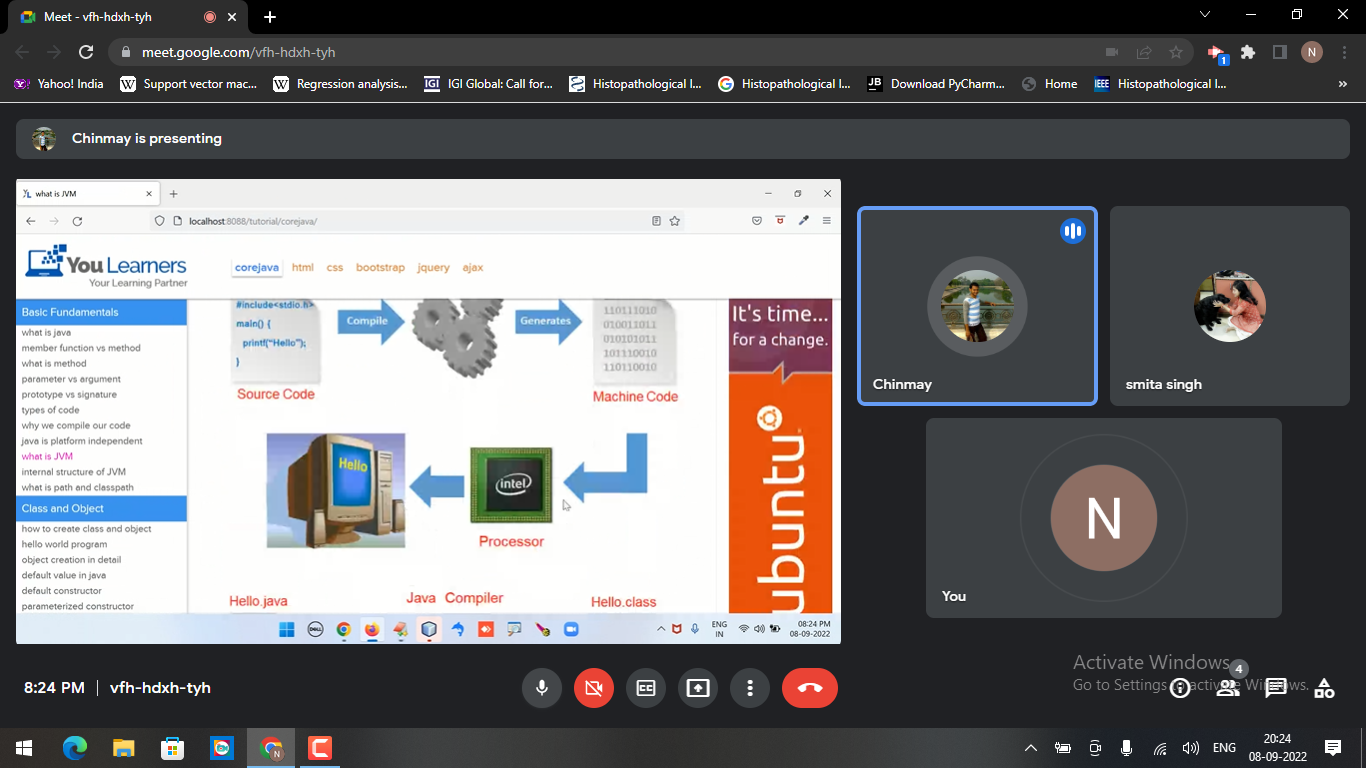 Meet - vfh-hdxh-tyh
meet.google.com/vfh-hdxh-tyh
1
N
Yahoo! India
W Support vector mac...
W Regression analysis...
IGI IGI Global: Call for...
Histopathological I...
G Histopathological I...
JB Download PyCharm...
Home
IEEE Histopathological I...
»
Chinmay is presenting
YL what is JVM
localhost:8088/tutorial/corejava/
You Learners
Your Learning Partner
corejava html css bootstrap jquery ajax
Basic Fundamentals
what is java
member function vs method
what is method
parameter vs argument
prototype vs signature
types of code
why we compile our code
java is platform independent
what is JVM
internal structure of JVM
what is path and classpath
Class and Object
how to create class and object
hello world program
object creation in detail
default value in java
default constructor
parameterized constructor
#include<stdio.h>
main() {
printf("Hello");
}
Source Code
Compile
Generates
110111010
010011011
010101011
101110010
110110010
Machine Code
Hello
intel
Processor
Hello.java
Java Compiler
Hello.class
It's time...
for a change.
ubuntu
DELL
ENG
IN
08:24 PM
08-09-2022
Chinmay
smita singh
N
You
8:24 PM | vfh-hdxh-tyh
CC
Activate Windows
Go to Settings to activate Windows.
4
N
C
ENG
20:24
08-09-2022